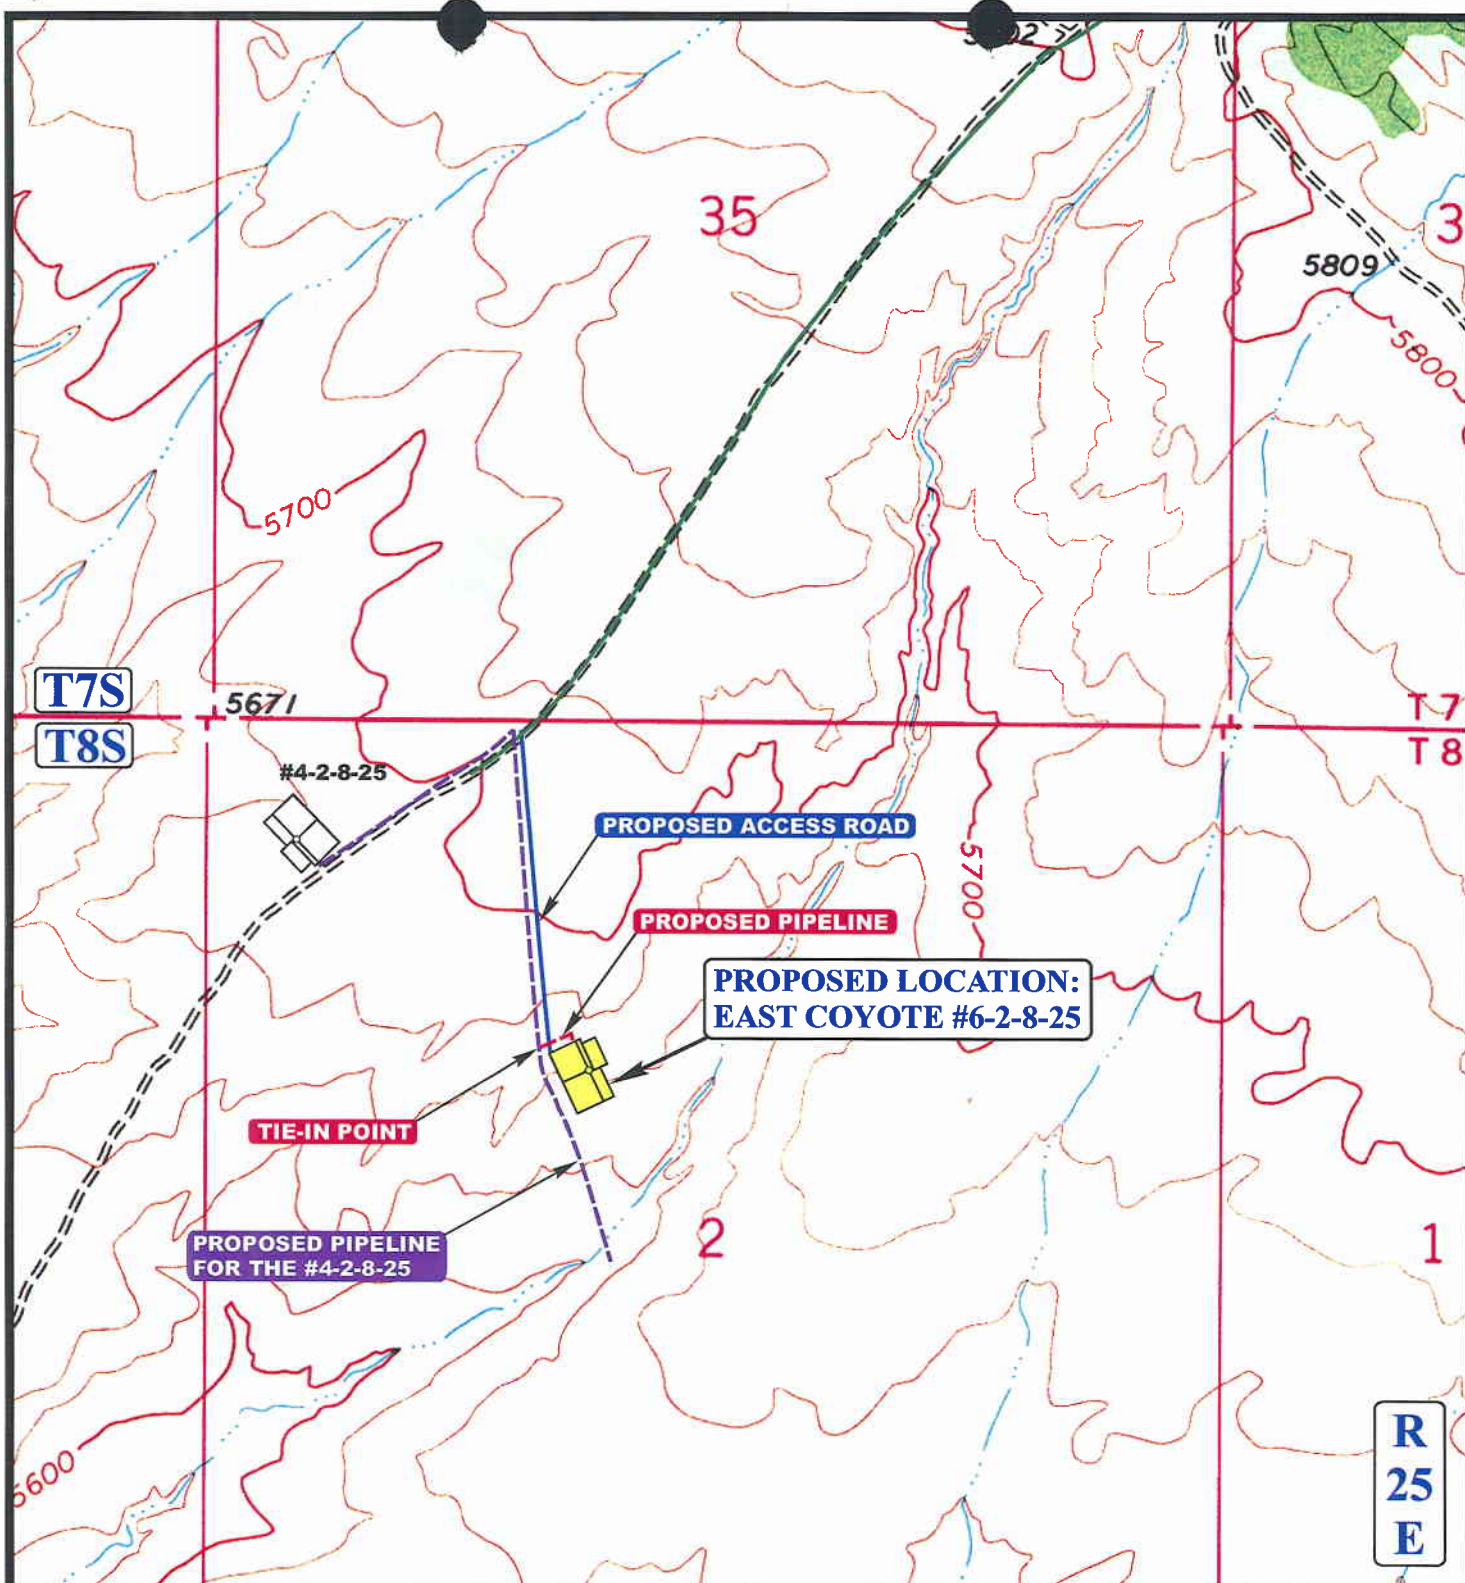 35
3
5809
5800
5700
T7S
5671
T 7
T8S
T 8
#4-2-8-25
PROPOSED ACCESS ROAD
5700
PROPOSED PIPELINE
PROPOSED LOCATION:
EAST COYOTE #6-2-8-25
TIE-IN POINT
PROPOSED PIPELINE
FOR THE #4-2-8-25
2
1
R
25
E
5600